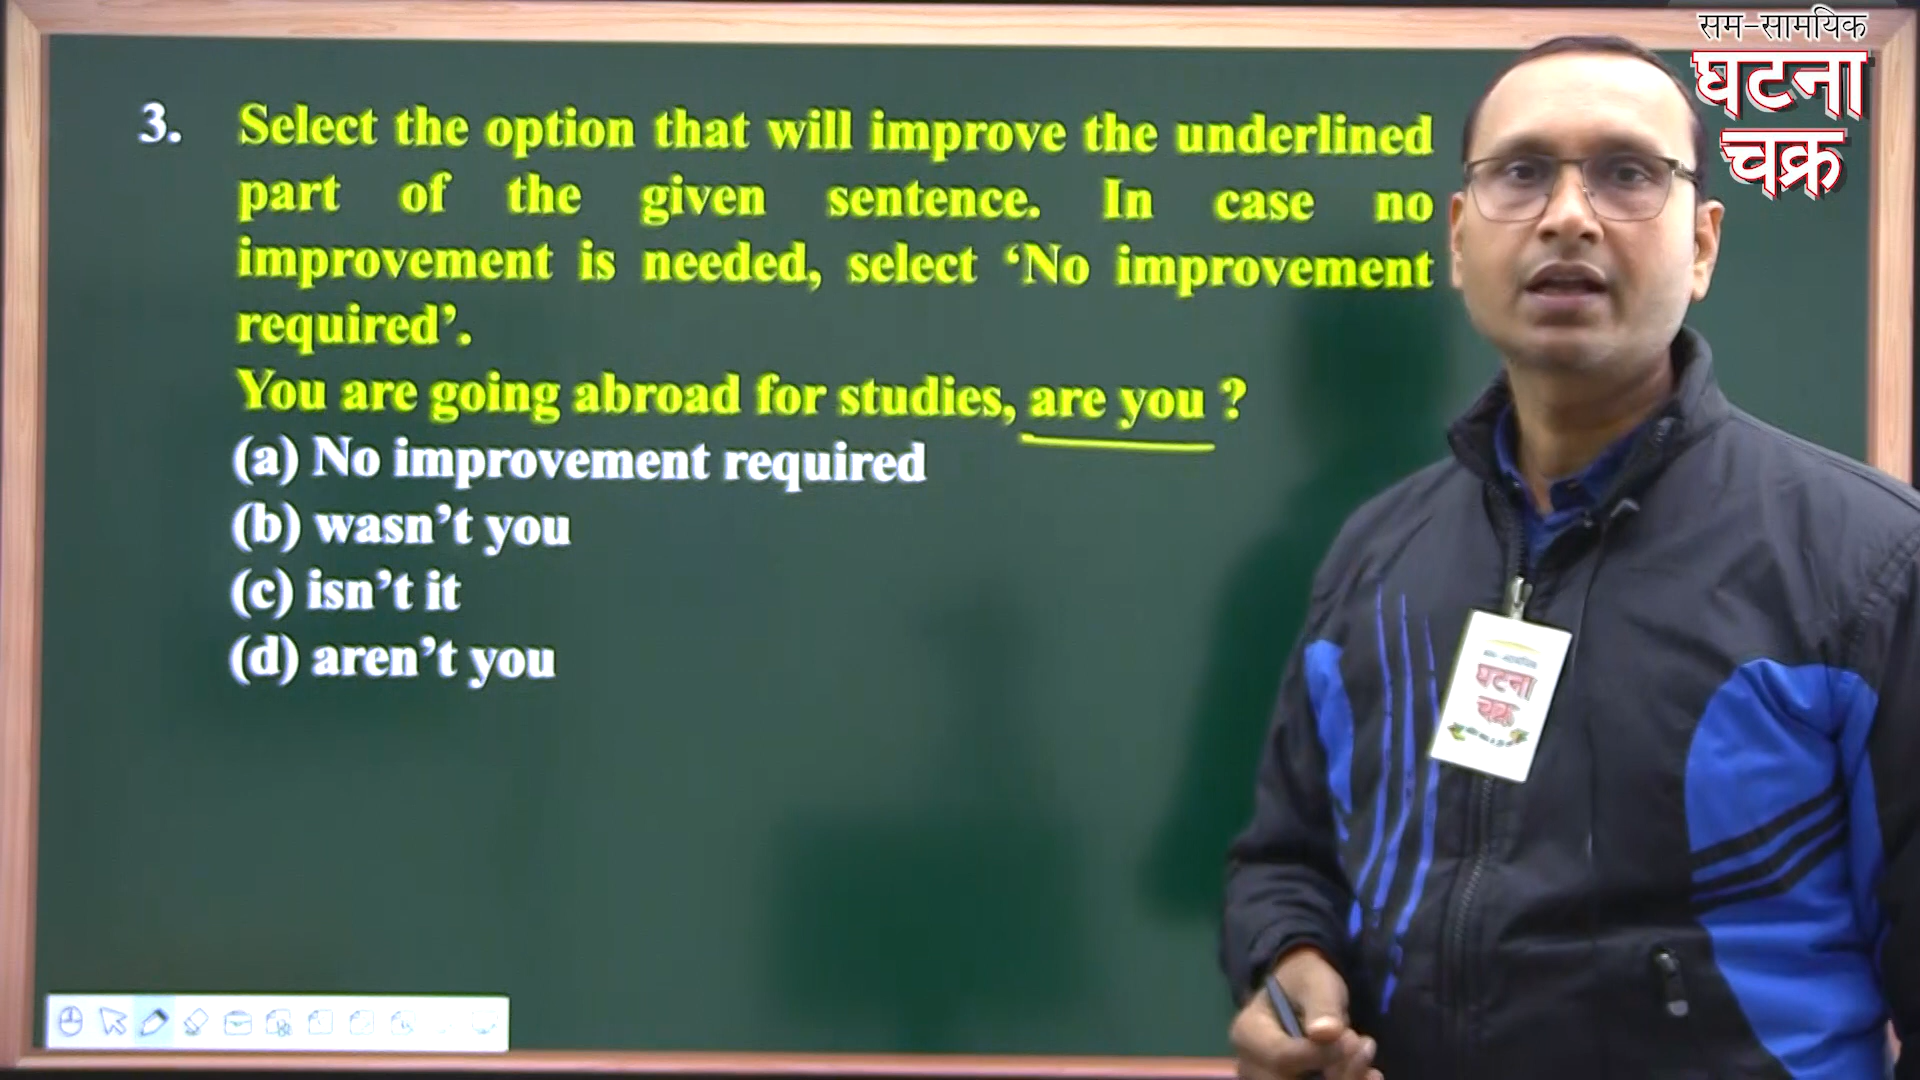 सम-सामयिक
घटना
चक्र
3. Select the option that will improve the underlined
part of the given sentence. In case no
improvement is needed, select ‘No improvement
required’.
You are going abroad for studies, are you ?
(a) No improvement required
(b) wasn’t you
(c) isn’t it
(d) aren’t you
घटना
चक्र